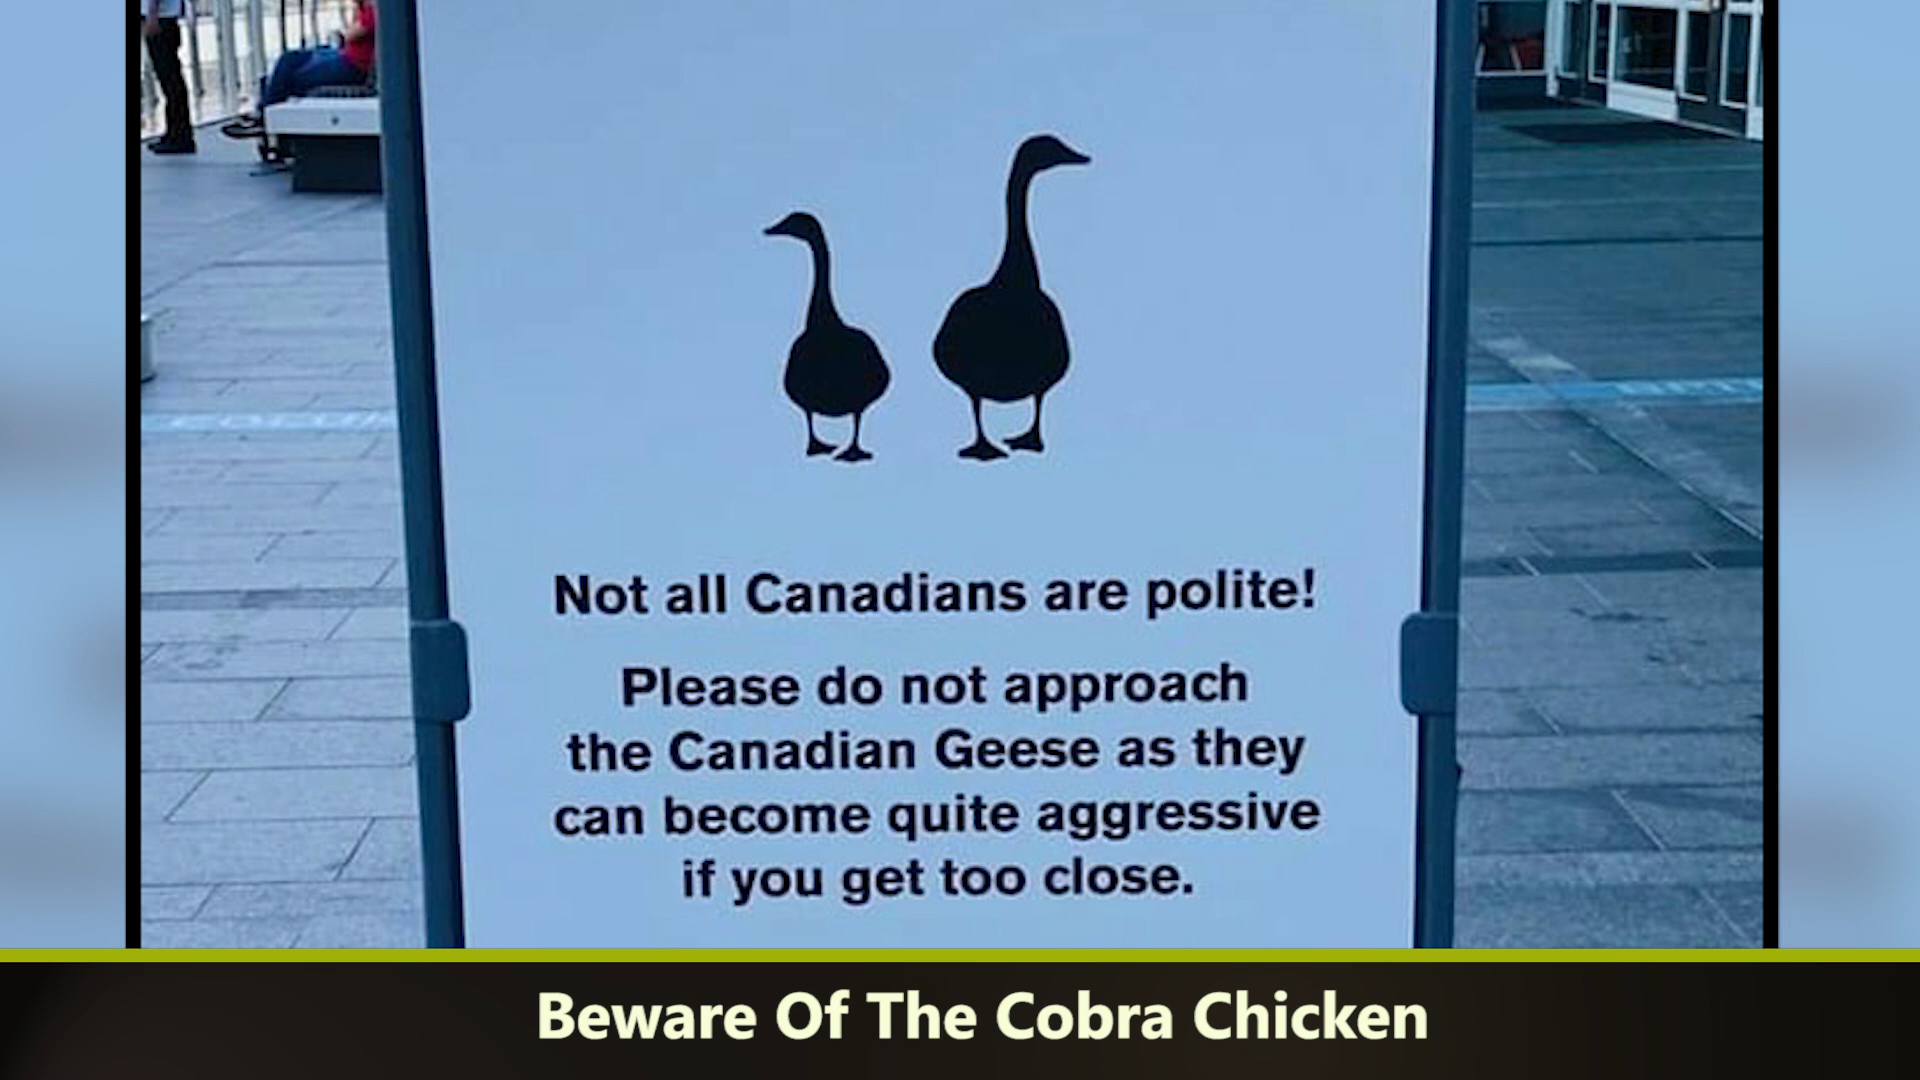 Not all Canadians are polite!
Please do not approach
the Canadian Geese as they
can become quite aggressive
if you get too close.
Beware Of The Cobra Chicken